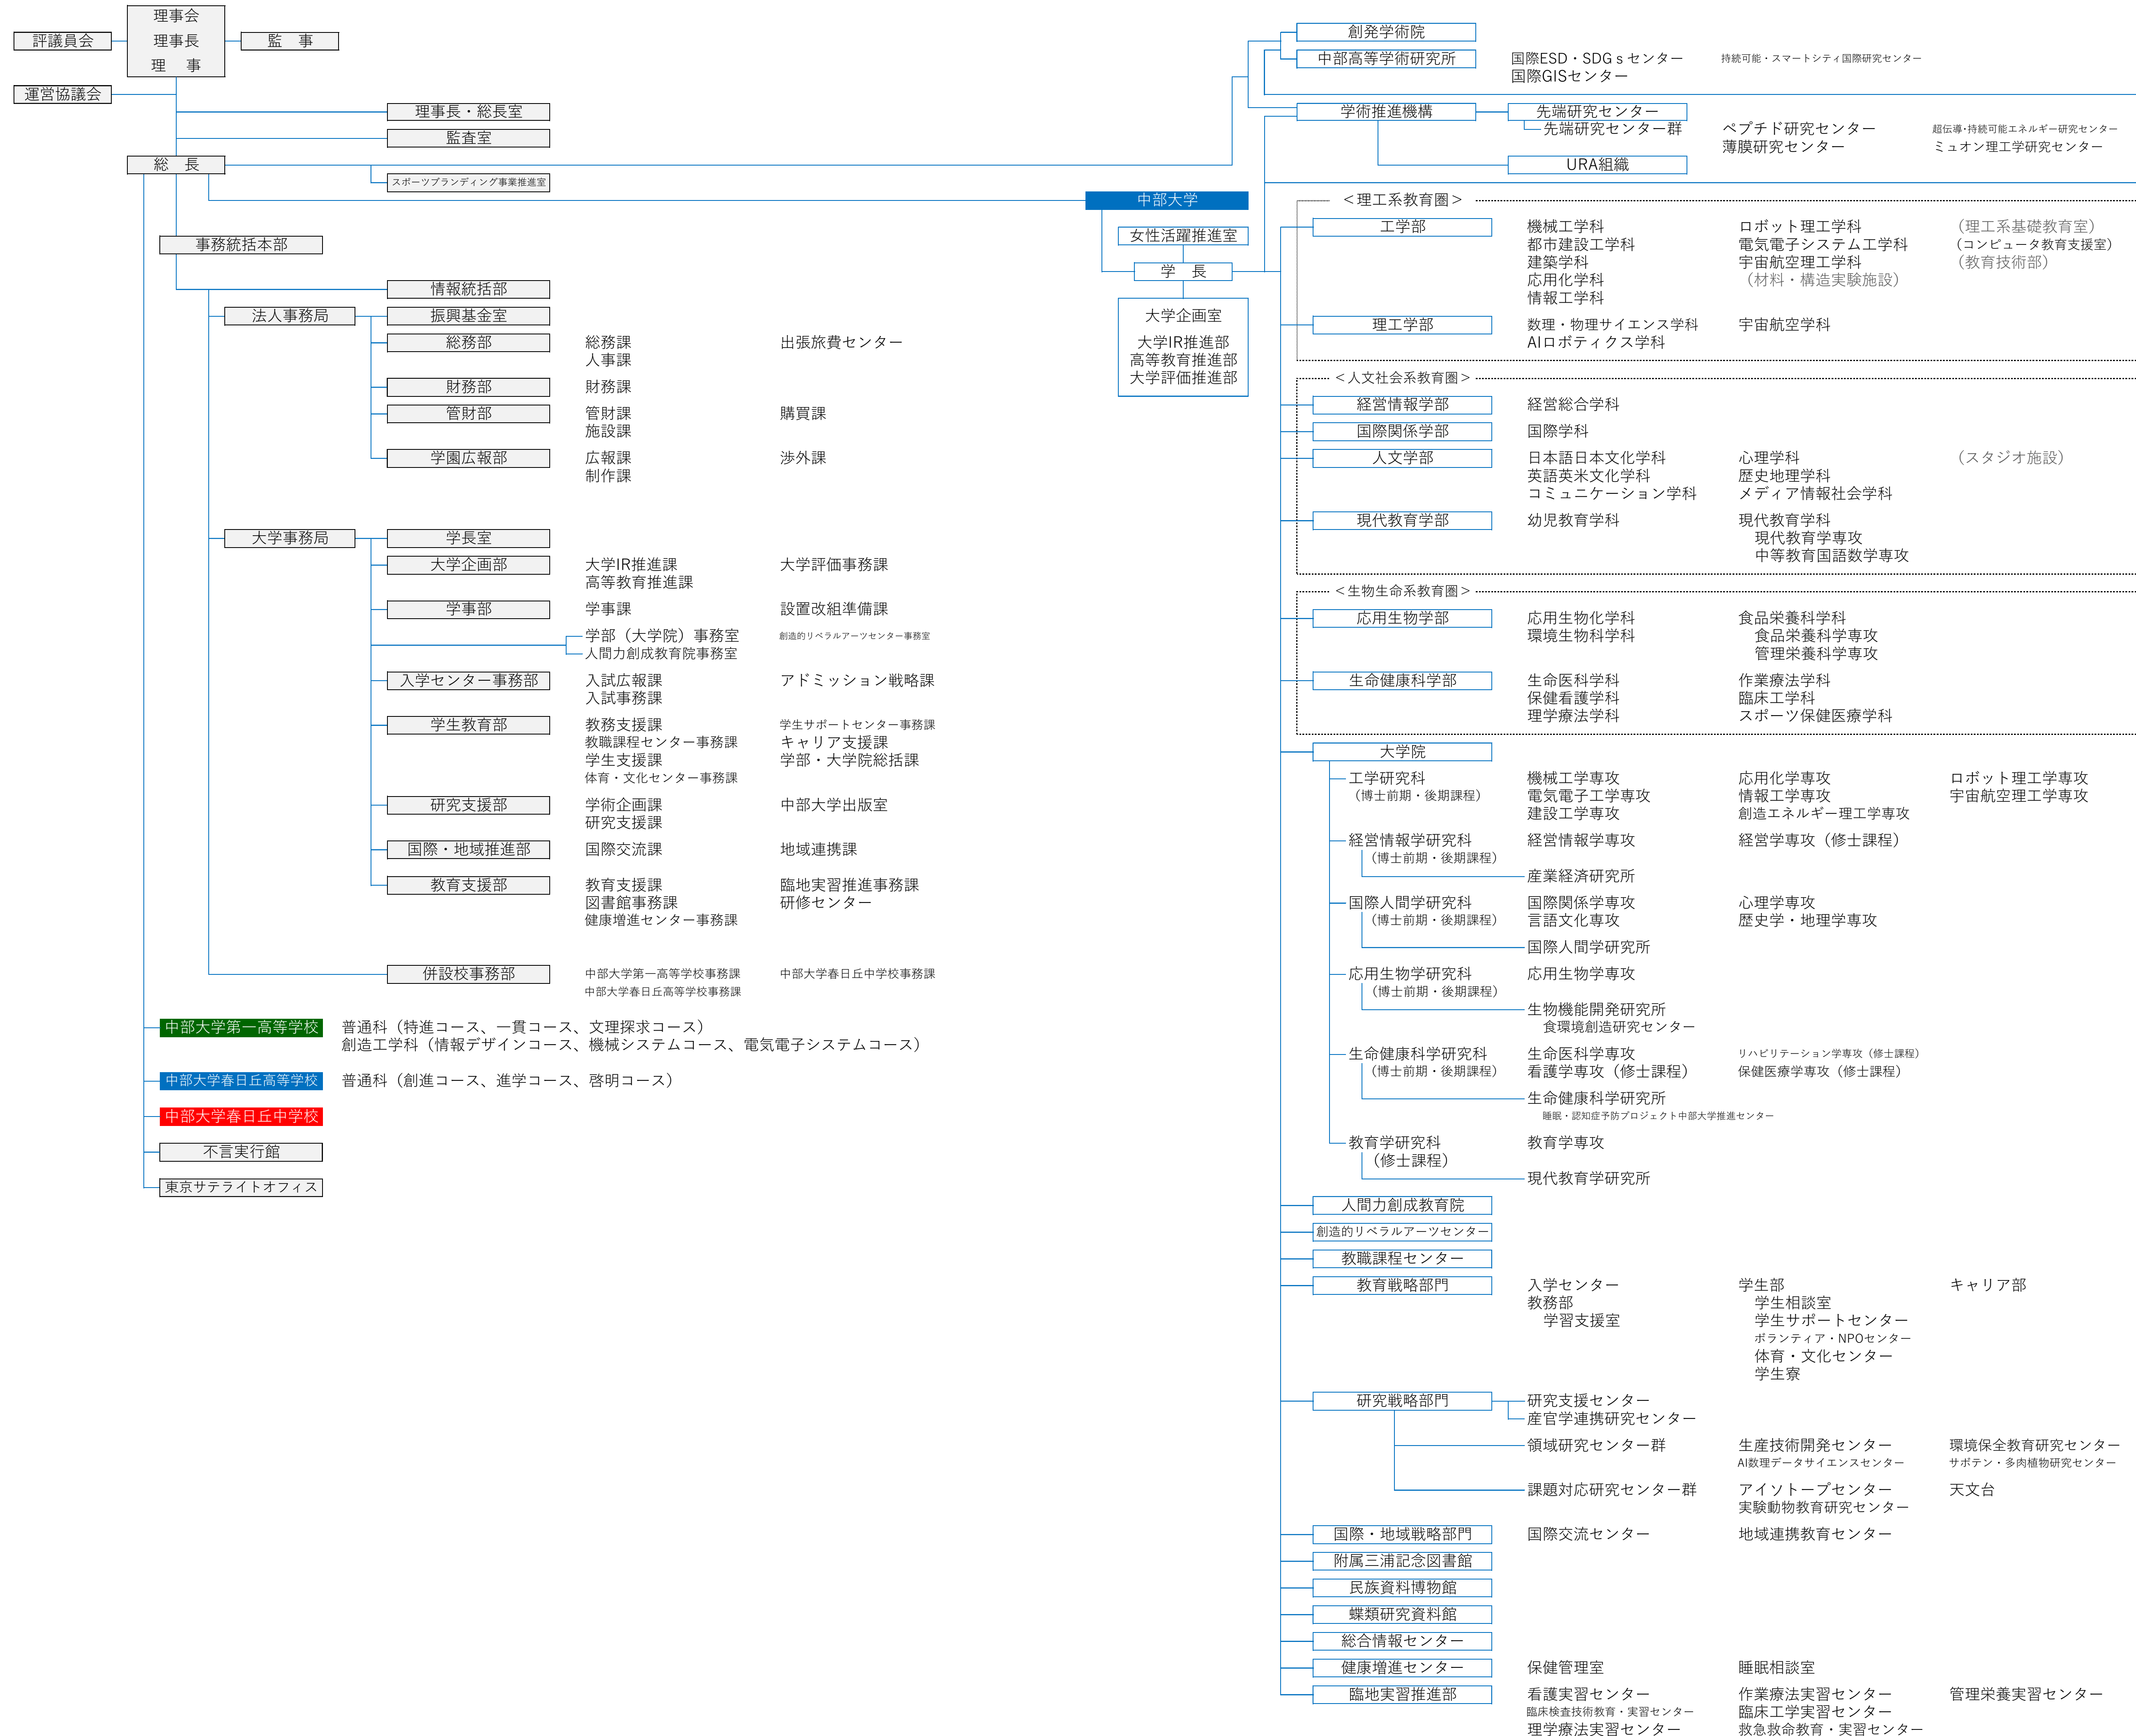 理事会
評議員会 理事長 監　事
理　事
運営協議会
理事長・総長室
監査室
総　長
スポーツブランディング事業推進室
事務統括本部
情報統括部
法人事務局 振興基金室
総務部 総務課 出張旅費センター
人事課
財務部 財務課
管財部 管財課 購買課
施設課
学園広報部 広報課 渉外課
制作課
大学事務局 学長室
大学企画部 大学IR推進課 大学評価事務課
高等教育推進課
学事部 学事課 設置改組準備課
学部（大学院）事務室 創造的リベラルアーツセンター事務室
人間力創成教育院事務室
入学センター事務部 入試広報課 アドミッション戦略課
入試事務課
学生教育部 教務支援課 学生サポートセンター事務課
教職課程センター事務課 キャリア支援課
学生支援課 学部・大学院総括課
体育・文化センター事務課
研究支援部 学術企画課 中部大学出版室
研究支援課
国際・地域推進部 国際交流課 地域連携課
教育支援部 教育支援課 臨地実習推進事務課
図書館事務課 研修センター
健康増進センター事務課
併設校事務部 中部大学第一高等学校事務課 中部大学春日丘中学校事務課
中部大学春日丘高等学校事務課
中部大学第一高等学校 普通科（特進コース、一貫コース、文理探求コース）
創造工学科（情報デザインコース、機械システムコース、電気電子システムコース）
中部大学春日丘高等学校 普通科（創進コース、進学コース、啓明コース）
中部大学春日丘中学校
不言実行館
東京サテライトオフィス
中部大学
女性活躍推進室
学　長
大学企画室
大学IR推進部
高等教育推進部
大学評価推進部
創発学術院
中部高等学術研究所 国際ESD・SDGｓセンター 持続可能・スマートシティ国際研究センター
国際GISセンター
学術推進機構 先端研究センター
先端研究センター群 ペプチド研究センター 超伝導・持続可能エネルギー研究センター
薄膜研究センター ミュオン理工学研究センター
URA組織
＜理工系教育圏＞
工学部 機械工学科 ロボット理工学科 （理工系基礎教育室）
都市建設工学科 電気電子システム工学科 （コンピュータ教育支援室）
建築学科 宇宙航空理工学科 （教育技術部）
応用化学科 （材料・構造実験施設）
情報工学科
理工学部 数理・物理サイエンス学科 宇宙航空学科
AIロボティクス学科
＜人文社会系教育圏＞
経営情報学部 経営総合学科
国際関係学部 国際学科
人文学部 日本語日本文化学科 心理学科 （スタジオ施設）
英語英米文化学科 歴史地理学科
コミュニケーション学科 メディア情報社会学科
現代教育学部 幼児教育学科 現代教育学科
現代教育学専攻
中等教育国語数学専攻
＜生物生命系教育圏＞
応用生物学部 応用生物化学科 食品栄養科学科
環境生物科学科 食品栄養科学専攻
管理栄養科学専攻
生命健康科学部 生命医科学科 作業療法学科
保健看護学科 臨床工学科
理学療法学科 スポーツ保健医療学科
大学院
工学研究科 機械工学専攻 応用化学専攻 ロボット理工学専攻
（博士前期・後期課程） 電気電子工学専攻 情報工学専攻 宇宙航空理工学専攻
建設工学専攻 創造エネルギー理工学専攻
経営情報学研究科 経営情報学専攻 経営学専攻（修士課程）
（博士前期・後期課程）
産業経済研究所
国際人間学研究科 国際関係学専攻 心理学専攻
（博士前期・後期課程） 言語文化専攻 歴史学・地理学専攻
国際人間学研究所
応用生物学研究科 応用生物学専攻
（博士前期・後期課程）
生物機能開発研究所
食環境創造研究センター
生命健康科学研究科 生命医科学専攻 リハビリテーション学専攻（修士課程）
（博士前期・後期課程） 看護学専攻（修士課程） 保健医療学専攻（修士課程）
生命健康科学研究所
睡眠・認知症予防プロジェクト中部大学推進センター
教育学研究科 教育学専攻
（修士課程）
現代教育学研究所
人間力創成教育院
創造的リベラルアーツセンター
教職課程センター
教育戦略部門 入学センター 学生部 キャリア部
教務部 学生相談室
学習支援室 学生サポートセンター
ボランティア・NPOセンター
体育・文化センター
学生寮
研究戦略部門 研究支援センター
産官学連携研究センター
領域研究センター群 生産技術開発センター 環境保全教育研究センター
AI数理データサイエンスセンター サボテン・多肉植物研究センター
課題対応研究センター群 アイソトープセンター 天文台
実験動物教育研究センター
国際・地域戦略部門 国際交流センター 地域連携教育センター
附属三浦記念図書館
民族資料博物館
蝶類研究資料館
総合情報センター
健康増進センター 保健管理室 睡眠相談室
臨地実習推進部 看護実習センター 作業療法実習センター 管理栄養実習センター
臨床検査技術教育・実習センター 臨床工学実習センター
理学療法実習センター 救急救命教育・実習センター